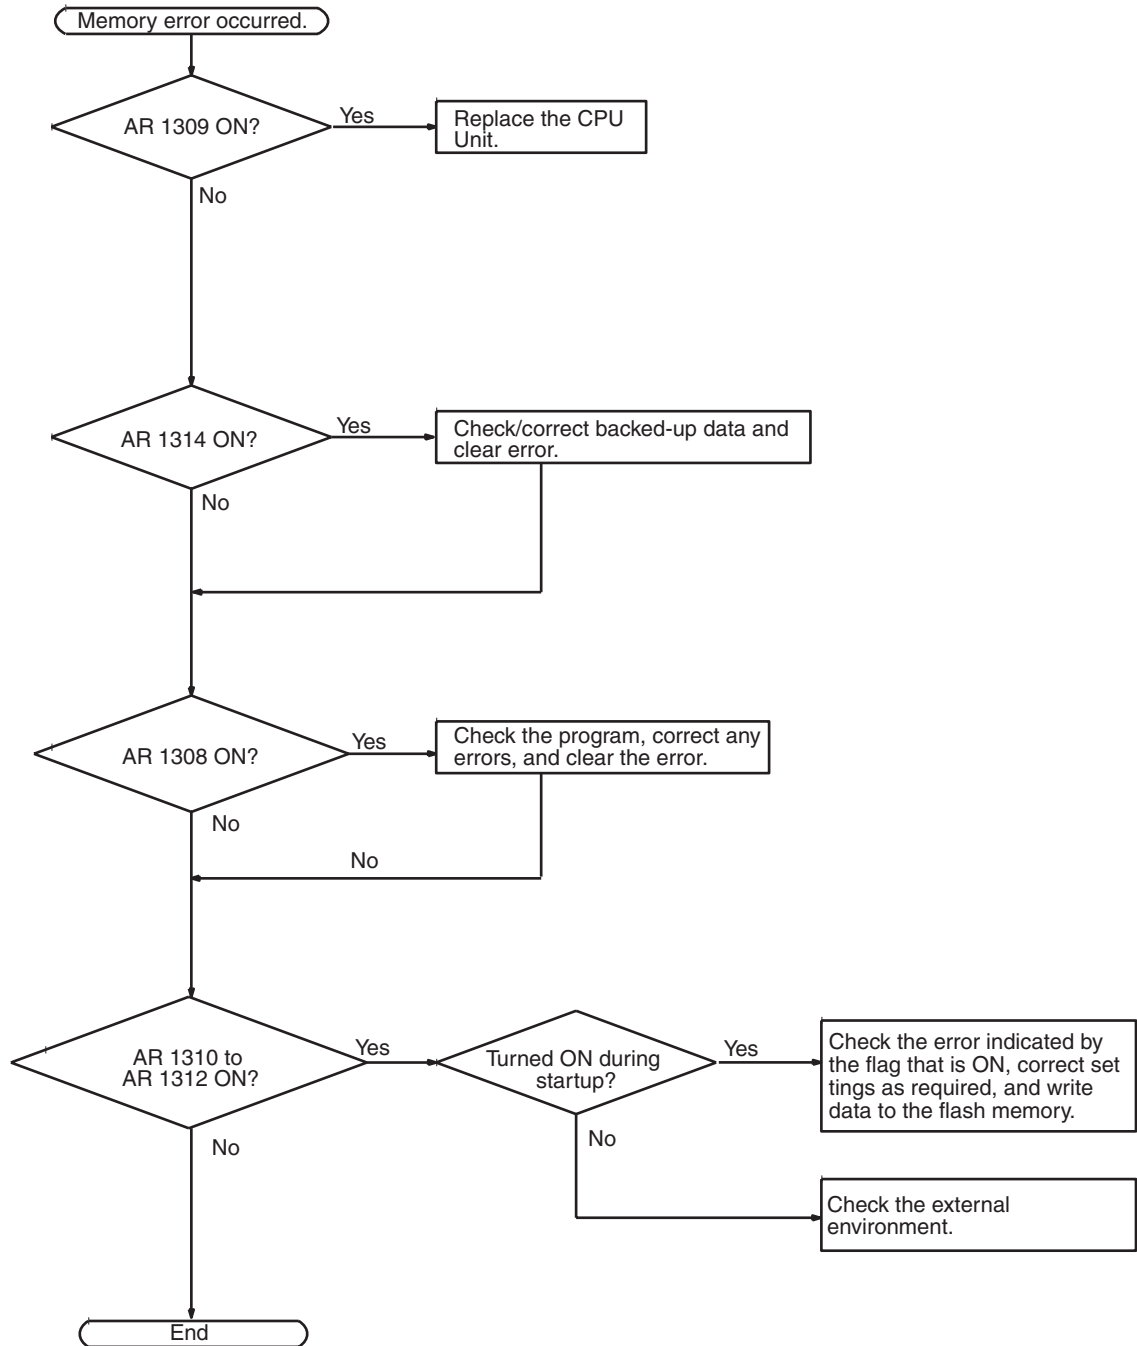 Memory error occurred.
AR 1309 ON?
Yes
Replace the CPU
Unit.
No
AR 1314 ON?
Yes
Check/correct backed-up data and
clear error.
No
AR 1308 ON?
Yes
Check the program, correct any
errors, and clear the error.
No
No
AR 1310 to
AR 1312 ON?
Yes
Turned ON during
startup?
Yes
Check the error indicated by
the flag that is ON, correct set
tings as required, and write
data to the flash memory.
No
No
Check the external
environment.
End